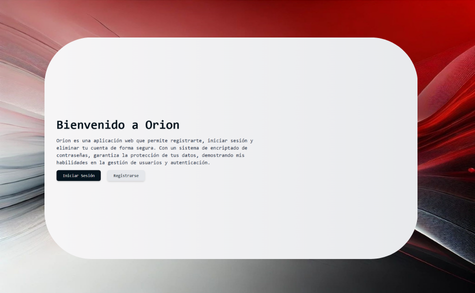 Bienvenido a Orion
Orion es una aplicación web que permite registrarte, iniciar sesión y
eliminar tu cuenta de forma segura. Con un sistema de encriptado de
contraseñas, garantiza la protección de tus datos, demostrando mis
habilidades en la gestión de usuarios y autenticación.
Iniciar Sesión
Registrarse